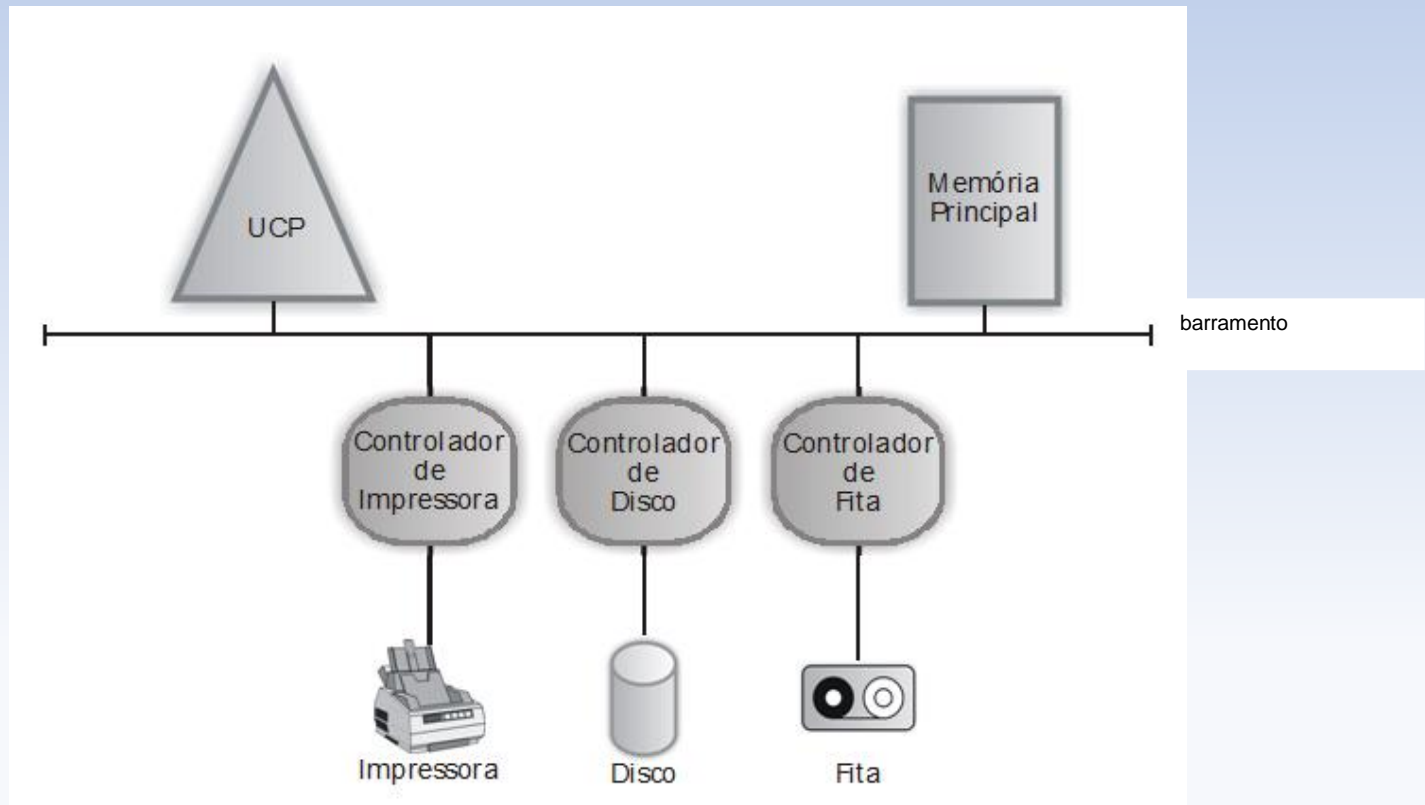 UCP
Memória
Principal
barramento
Controlador
de
Impressora
Controlador
de
Disco
Controlador
de
Fita
Impressora
Disco
Fita